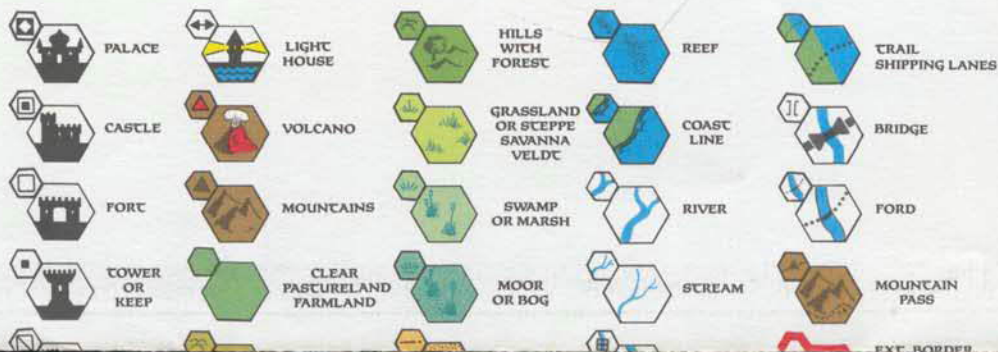 PALACE
LIGHT
HOUSE
HILLS
WITH
FOREST
REEF
TRAIL
SHIPPING LANES
CASTLE
VOLCANO
GRASSLAND
OR STEPPE
SAVANNA
VELDT
COAST
LINE
BRIDGE
FORT
MOUNTAINS
SWAMP
OR MARSH
RIVER
FORD
TOWER
OR
KEEP
CLEAR
PASTURELAND
FARMLAND
MOOR
OR BOG
STREAM
MOUNTAIN
PASS
EXT. BORDER